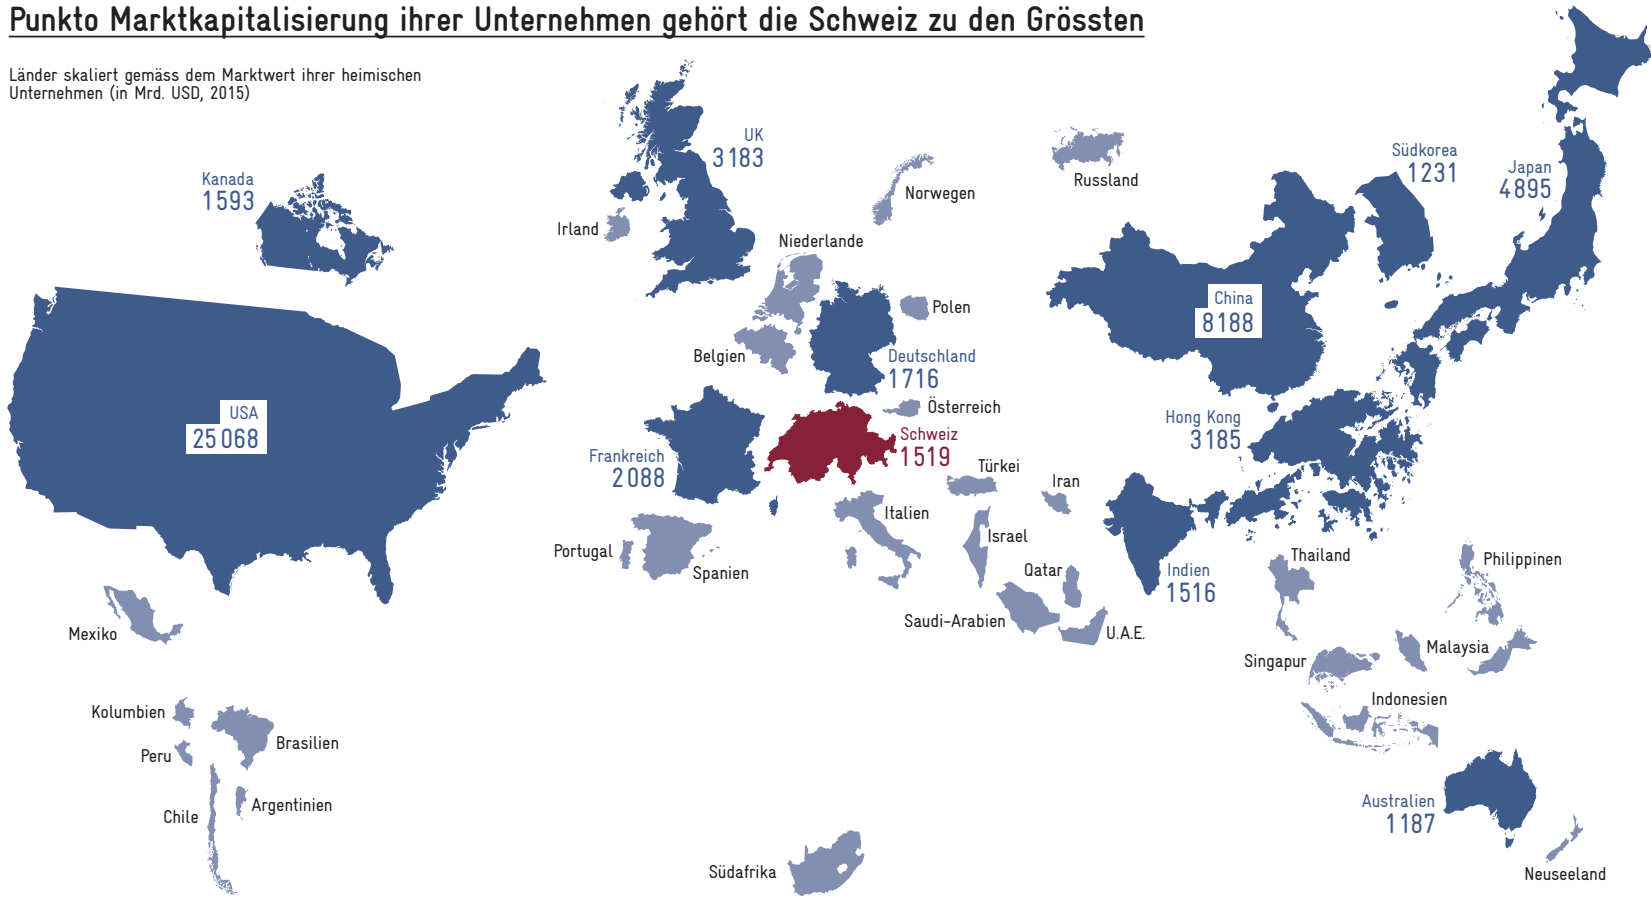 Punkto Marktkapitalisierung ihrer Unternehmen gehört die Schweiz zu den Grössten
Länder skaliert gemäss dem Marktwert ihrer heimischen
Unternehmen (in Mrd. USD, 2015)
Kanada
1593
USA
25068
Mexiko
Kolumbien
Peru
Brasilien
Chile
Argentinien
UK
3183
Irland
Norwegen
Niederlande
Polen
Belgien
Deutschland
1716
Österreich
Schweiz
1519
Frankreich
2088
Italien
Portugal
Spanien
Türkei
Iran
Israel
Qatar
Saudi-Arabien
U.A.E.
Südafrika
Russland
Südkorea
1231
Japan
4895
China
8188
Hong Kong
3185
Indien
1516
Thailand
Philippinen
Singapur
Malaysia
Indonesien
Australien
1187
Neuseeland